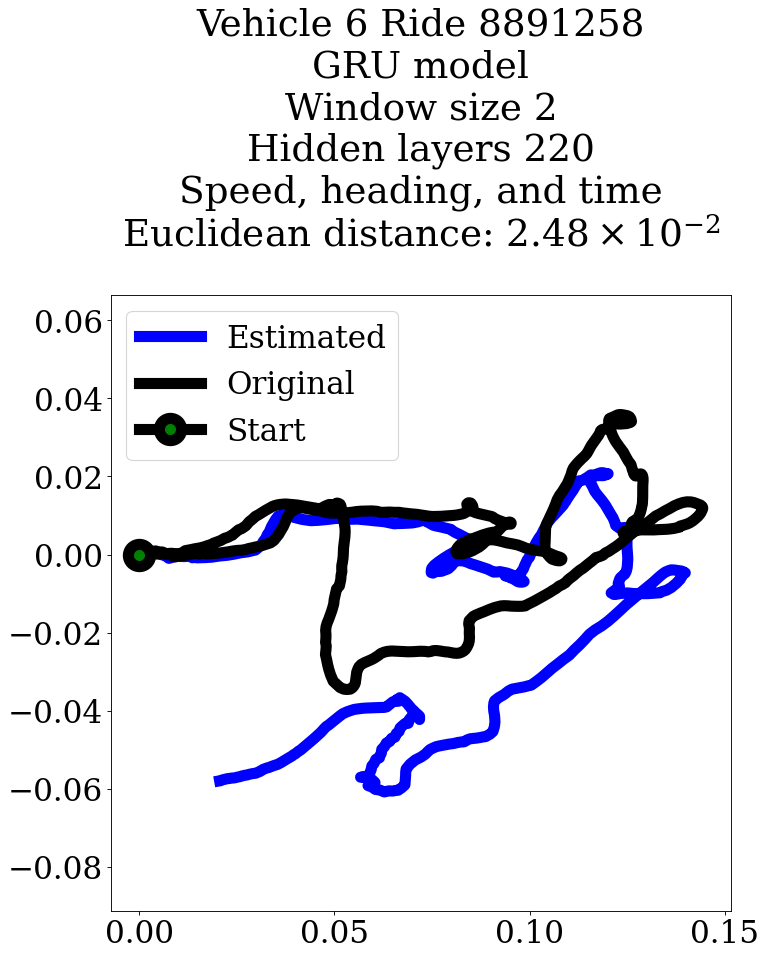 Vehicle 6 Ride 8891258
GRU model
Window size 2
Hidden layers 220
Speed, heading, and time
Euclidean distance: 2.48 × 10⁻²
Estimated
Original
Start
0.06
0.04
0.02
0.00
−0.02
−0.04
−0.06
−0.08
0.00 0.05 0.10 0.15